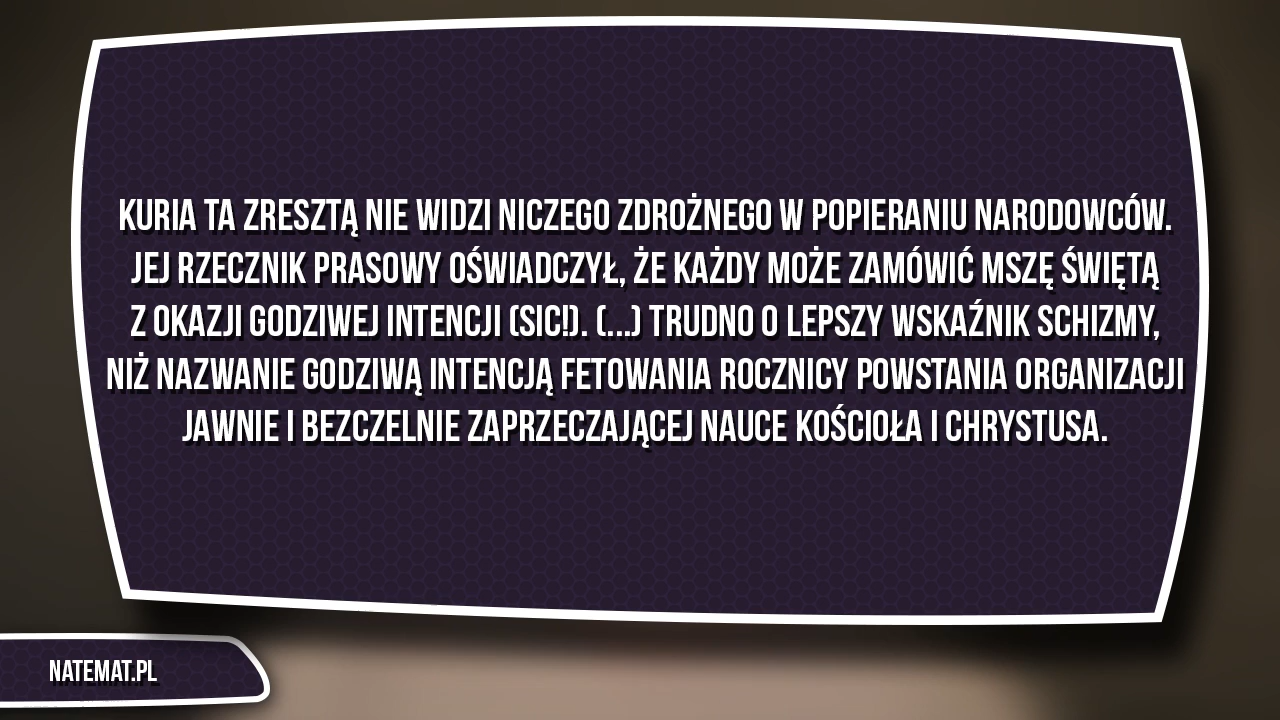 KURIA TA ZRESZTĄ NIE WIDZI NICZEGO ZDROŻNEGO W POPIERANIU NARODOWCÓW.
JEJ RZECZNIK PRASOWY OŚWIADCZYŁ, ŻE KAŻDY MOŻE ZAMÓWIĆ MSZĘ ŚWIĘTĄ
Z OKAZJI GODZIWEJ INTENCJI (SIC!). (...) TRUDNO O LEPSZY WSKAŹNIK SCHIZMY,
NIŻ NAZWANIE GODZIWĄ INTENCJĄ FETOWANIA ROCZNICY POWSTANIA ORGANIZACJI
JAWNIE I BEZCZELNIE ZAPRZECZAJĄCEJ NAUCE KOŚCIOŁA I CHRYSTUSA.
NATEMAT.PL